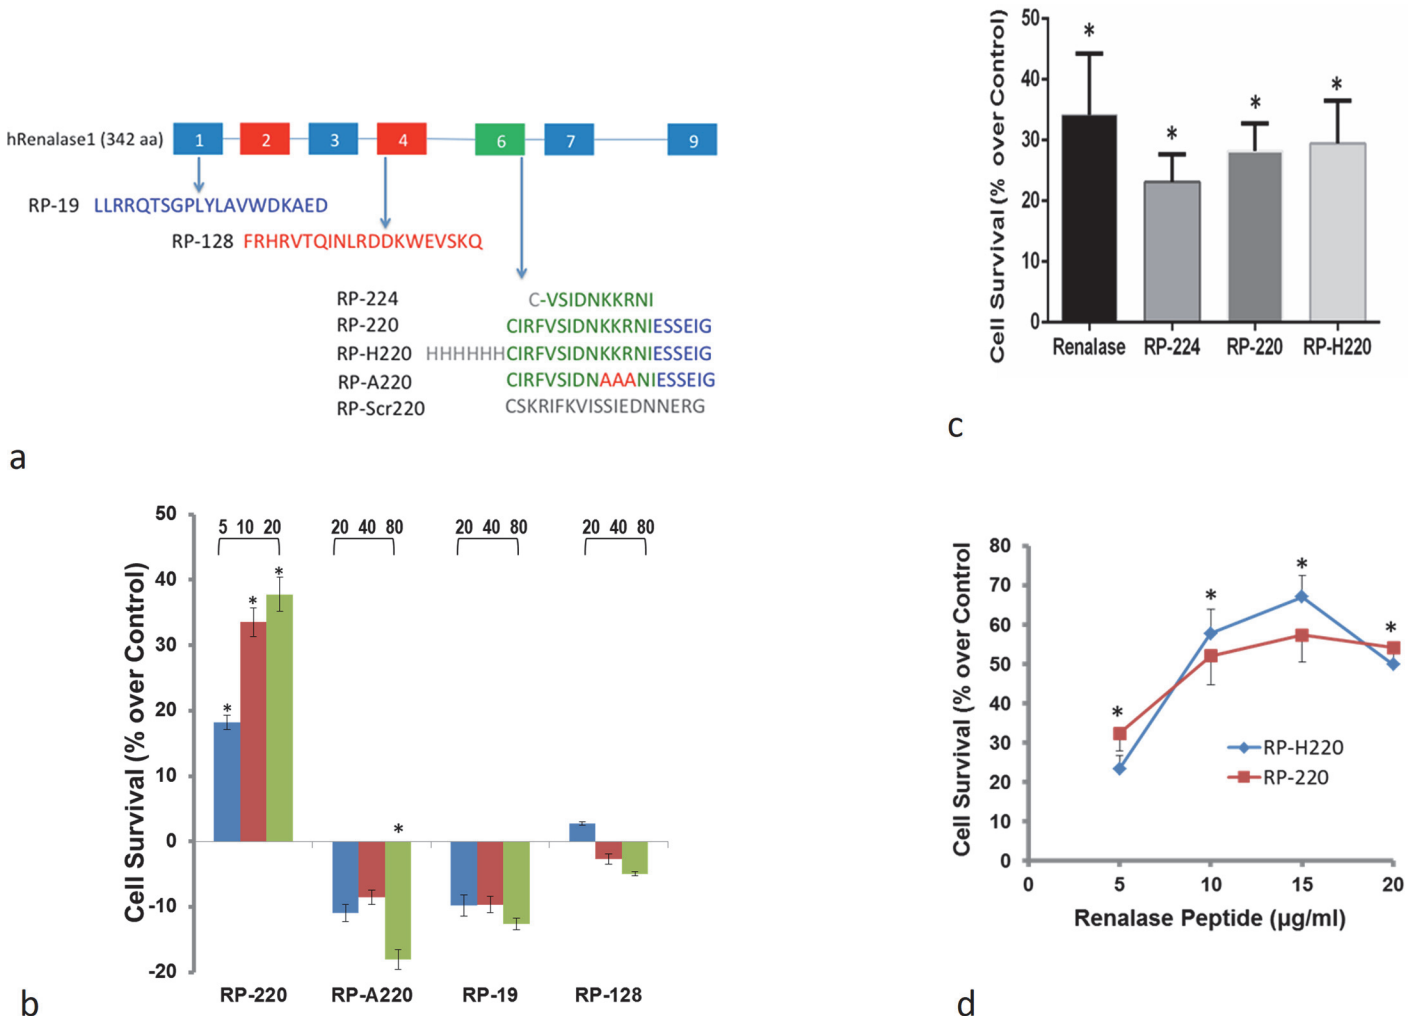 hRenalase1 (342 aa) 1 2 3 4 6 7 9
RP-19 LLRRQTSGPLYLAVWDKAED
RP-128 FRHRVTQINLRDDKWEVSKQ
RP-224 C-VSIDNKKRNI
RP-220 CIRFVSIDNKKRNIESSEIG
RP-H220 HHHHHHCIRFVSIDNKKRNIESSEIG
RP-A220 CIRFVSIDNAAANIESSEIG
RP-Scr220 CSKRIFKVISSIEDNNERG
a
Cell Survival (% over Control)
50
40
30
20
10
0
* * * *
Renalase RP-224 RP-220 RP-H220
c
Cell Survival (% over Control)
50
40
30
20
10
0
-10
-20
5 10 20 20 40 80 20 40 80 20 40 80
* * * *
RP-220 RP-A220 RP-19 RP-128
b
Cell Survival (% over Control
80
70
60
50
40
30
20
10
0
* * * *
RP-H220
RP-220
0 5 10 15 20
Renalase Peptide (µg/ml)
d